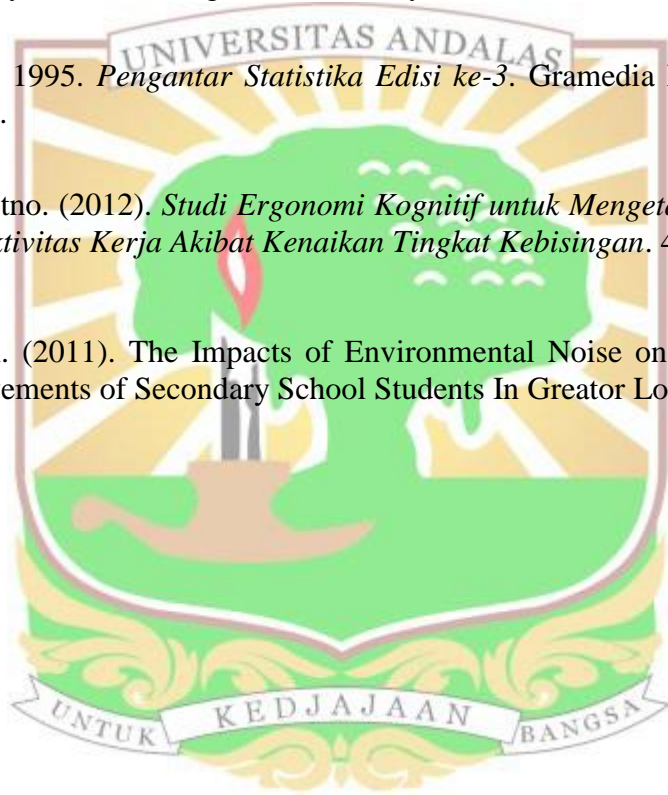 UNIVERSITAS ANDALAS
1995. Pengantar Statistika Edisi ke-3. Gramedia
.
tno. (2012). Studi Ergonomi Kognitif untuk Menget
ktivitas Kerja Akibat Kenaikan Tingkat Kebisingan. 4
. (2011). The Impacts of Environmental Noise on
ements of Secondary School Students In Greator Lo
UNTUK KEDJAJAAN BANGSA